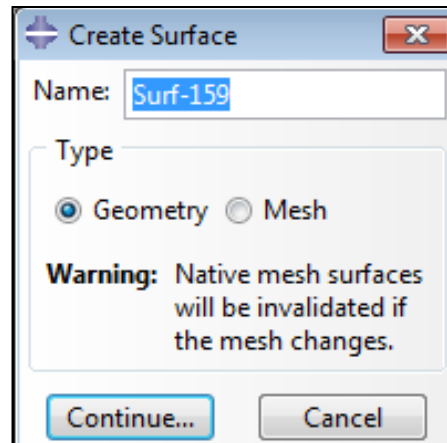 Create Surface
Name: Surf-159
Type
Geometry Mesh
Warning: Native mesh surfaces
will be invalidated if
the mesh changes.
Continue... Cancel